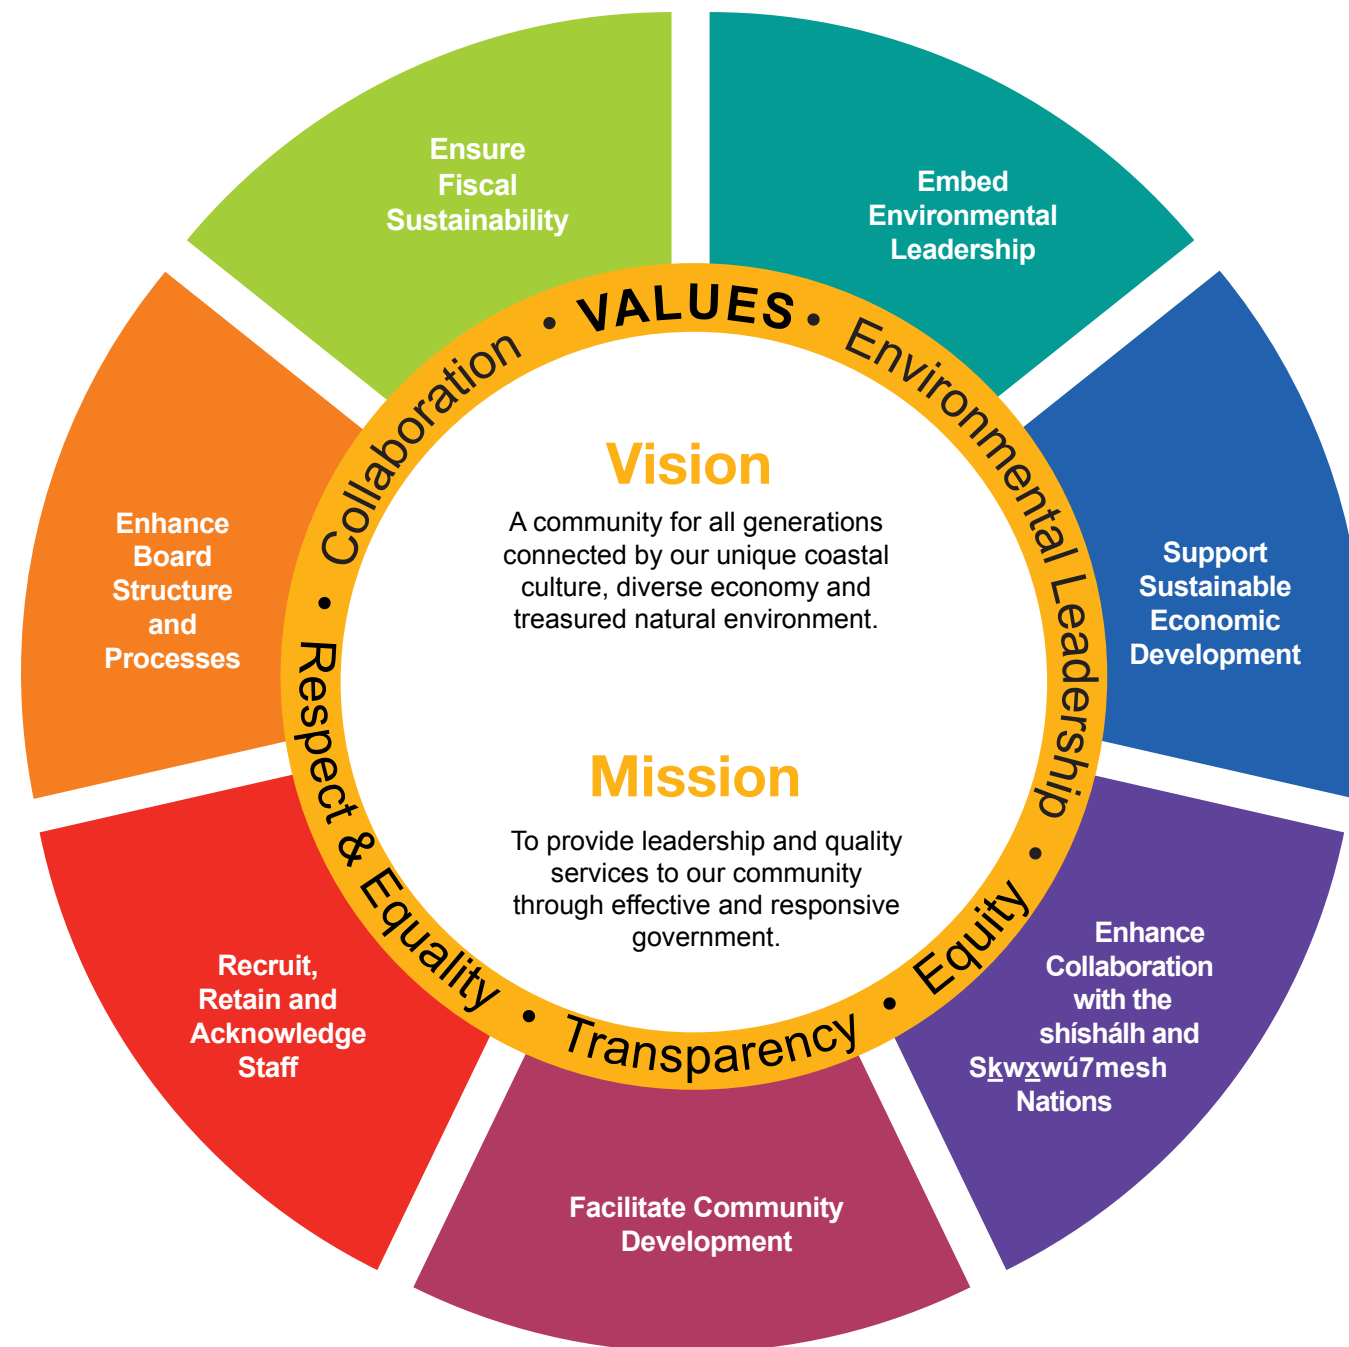 Ensure
Fiscal
Sustainability
Embed
Environmental
Leadership
Support
Sustainable
Economic
Development
Enhance
Collaboration
with the
shíshálh and
Sḵwx̱wú7mesh
Nations
Facilitate Community
Development
Recruit,
Retain and
Acknowledge
Staff
Enhance
Board
Structure
and
Processes
• VALUES • Environmental Leadership • Equity • Transparency • Respect & Equality • Collaboration
Vision
A community for all generations
connected by our unique coastal
culture, diverse economy and
treasured natural environment.
Mission
To provide leadership and quality
services to our community
through effective and responsive
government.